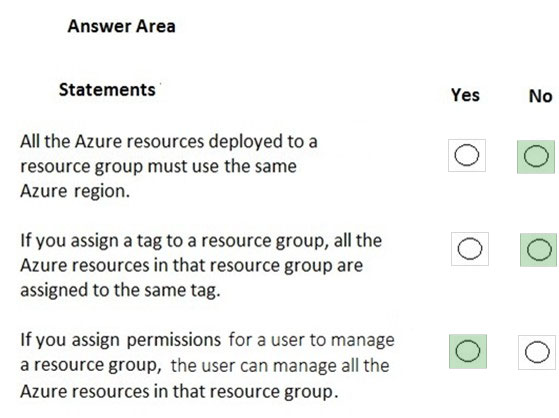 Answer Area
Statements
Yes No
All the Azure resources deployed to a
resource group must use the same
Azure region.
If you assign a tag to a resource group, all the
Azure resources in that resource group are
assigned to the same tag.
If you assign permissions for a user to manage
a resource group, the user can manage all the
Azure resources in that resource group.